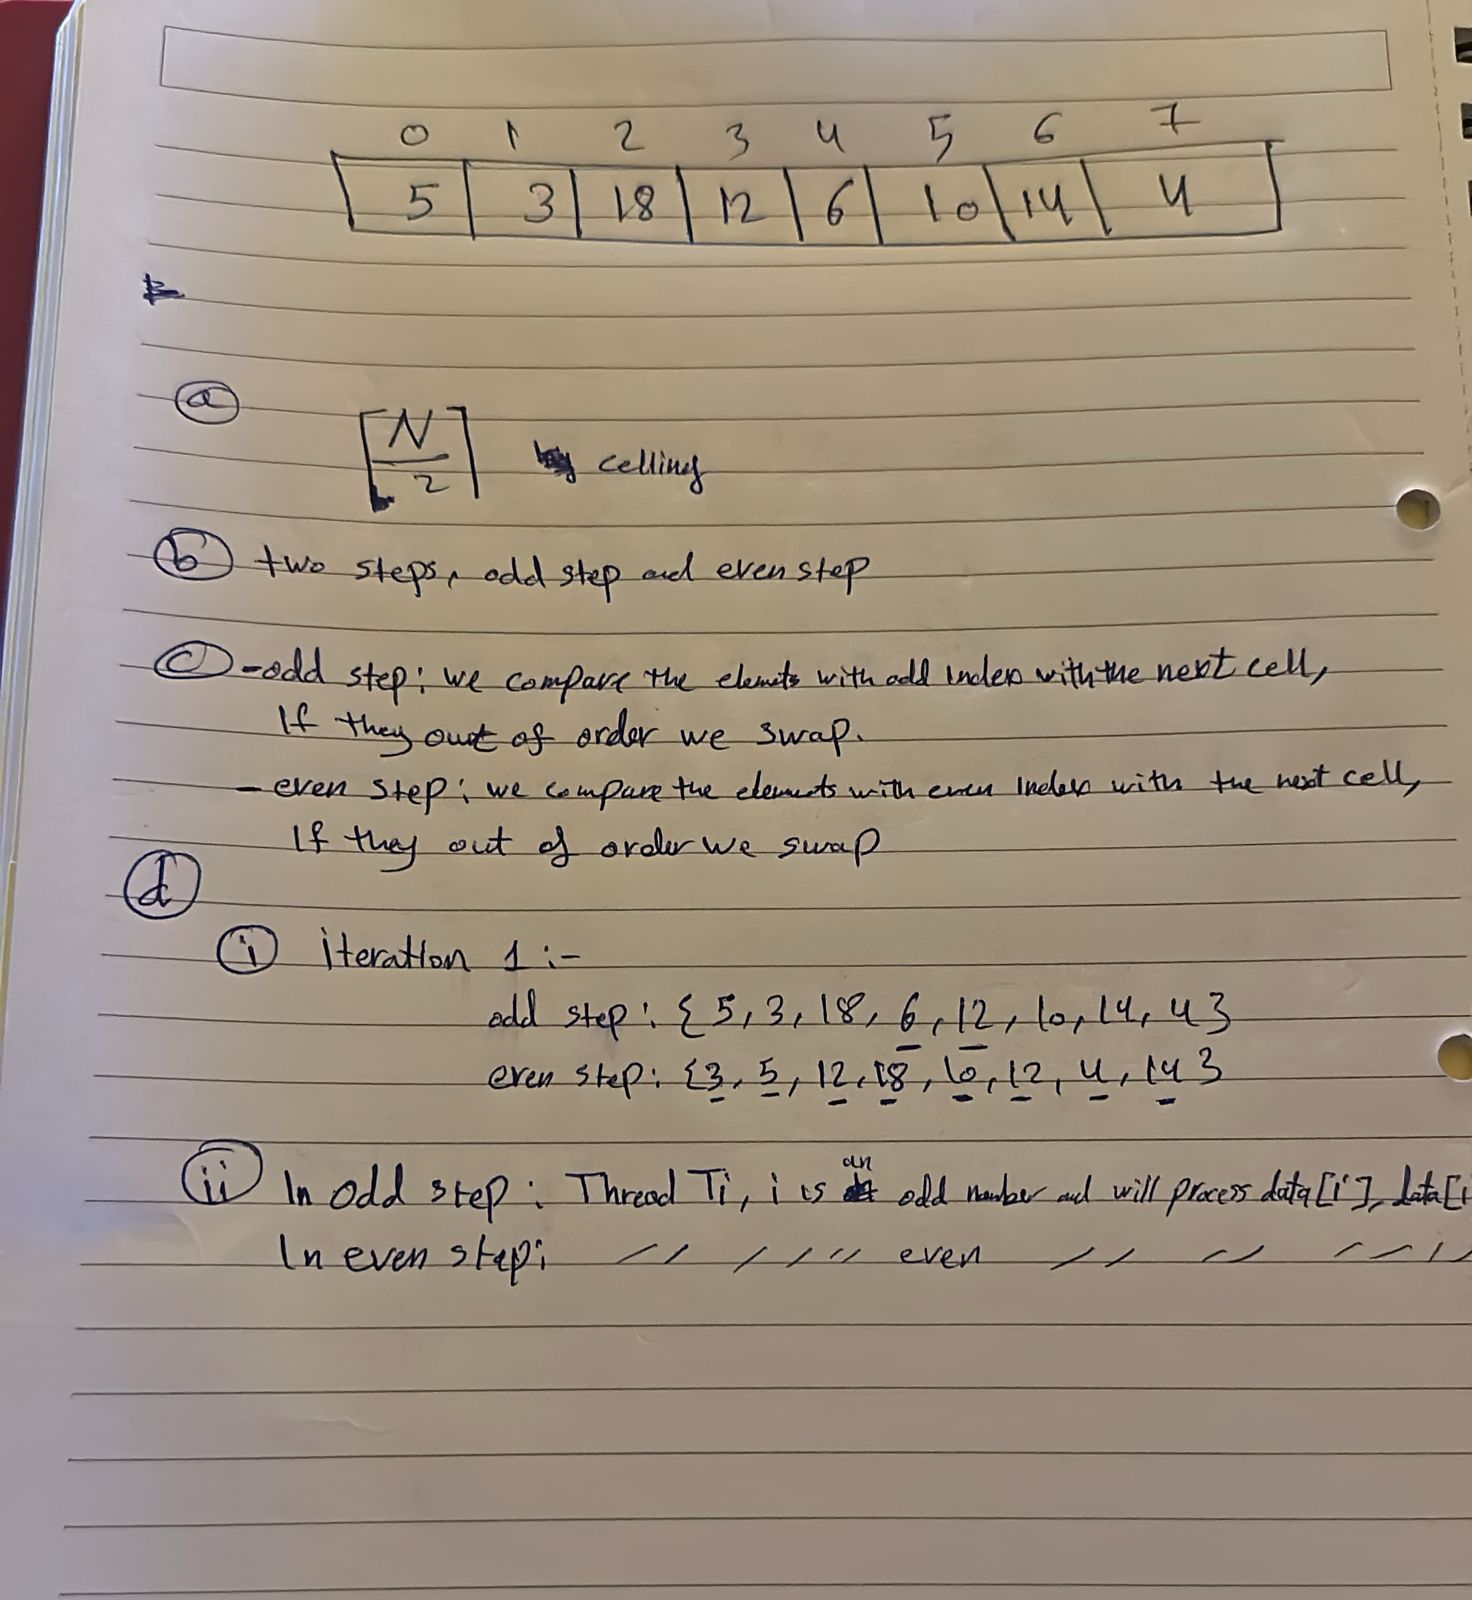 0 1 2 3 4 5 6 7
5 3 18 12 6 10 14 4
a
⌈N/2⌉ celling
b two steps, odd step and even step
c - odd step: we compare the elements with odd index with the next cell,
If they out of order we swap.
- even step: we compare the elements with even index with the next cell,
If they out of order we swap
d
i iteration 1 :-
odd step: {5, 3, 18, 6, 12, 10, 14, 4}
even step: {3, 5, 12, 18, 10, 12, 4, 14}
ii In odd step: Thread Ti, i is an odd number and will process data[i], data[i
In even step: // / / // even // // // //